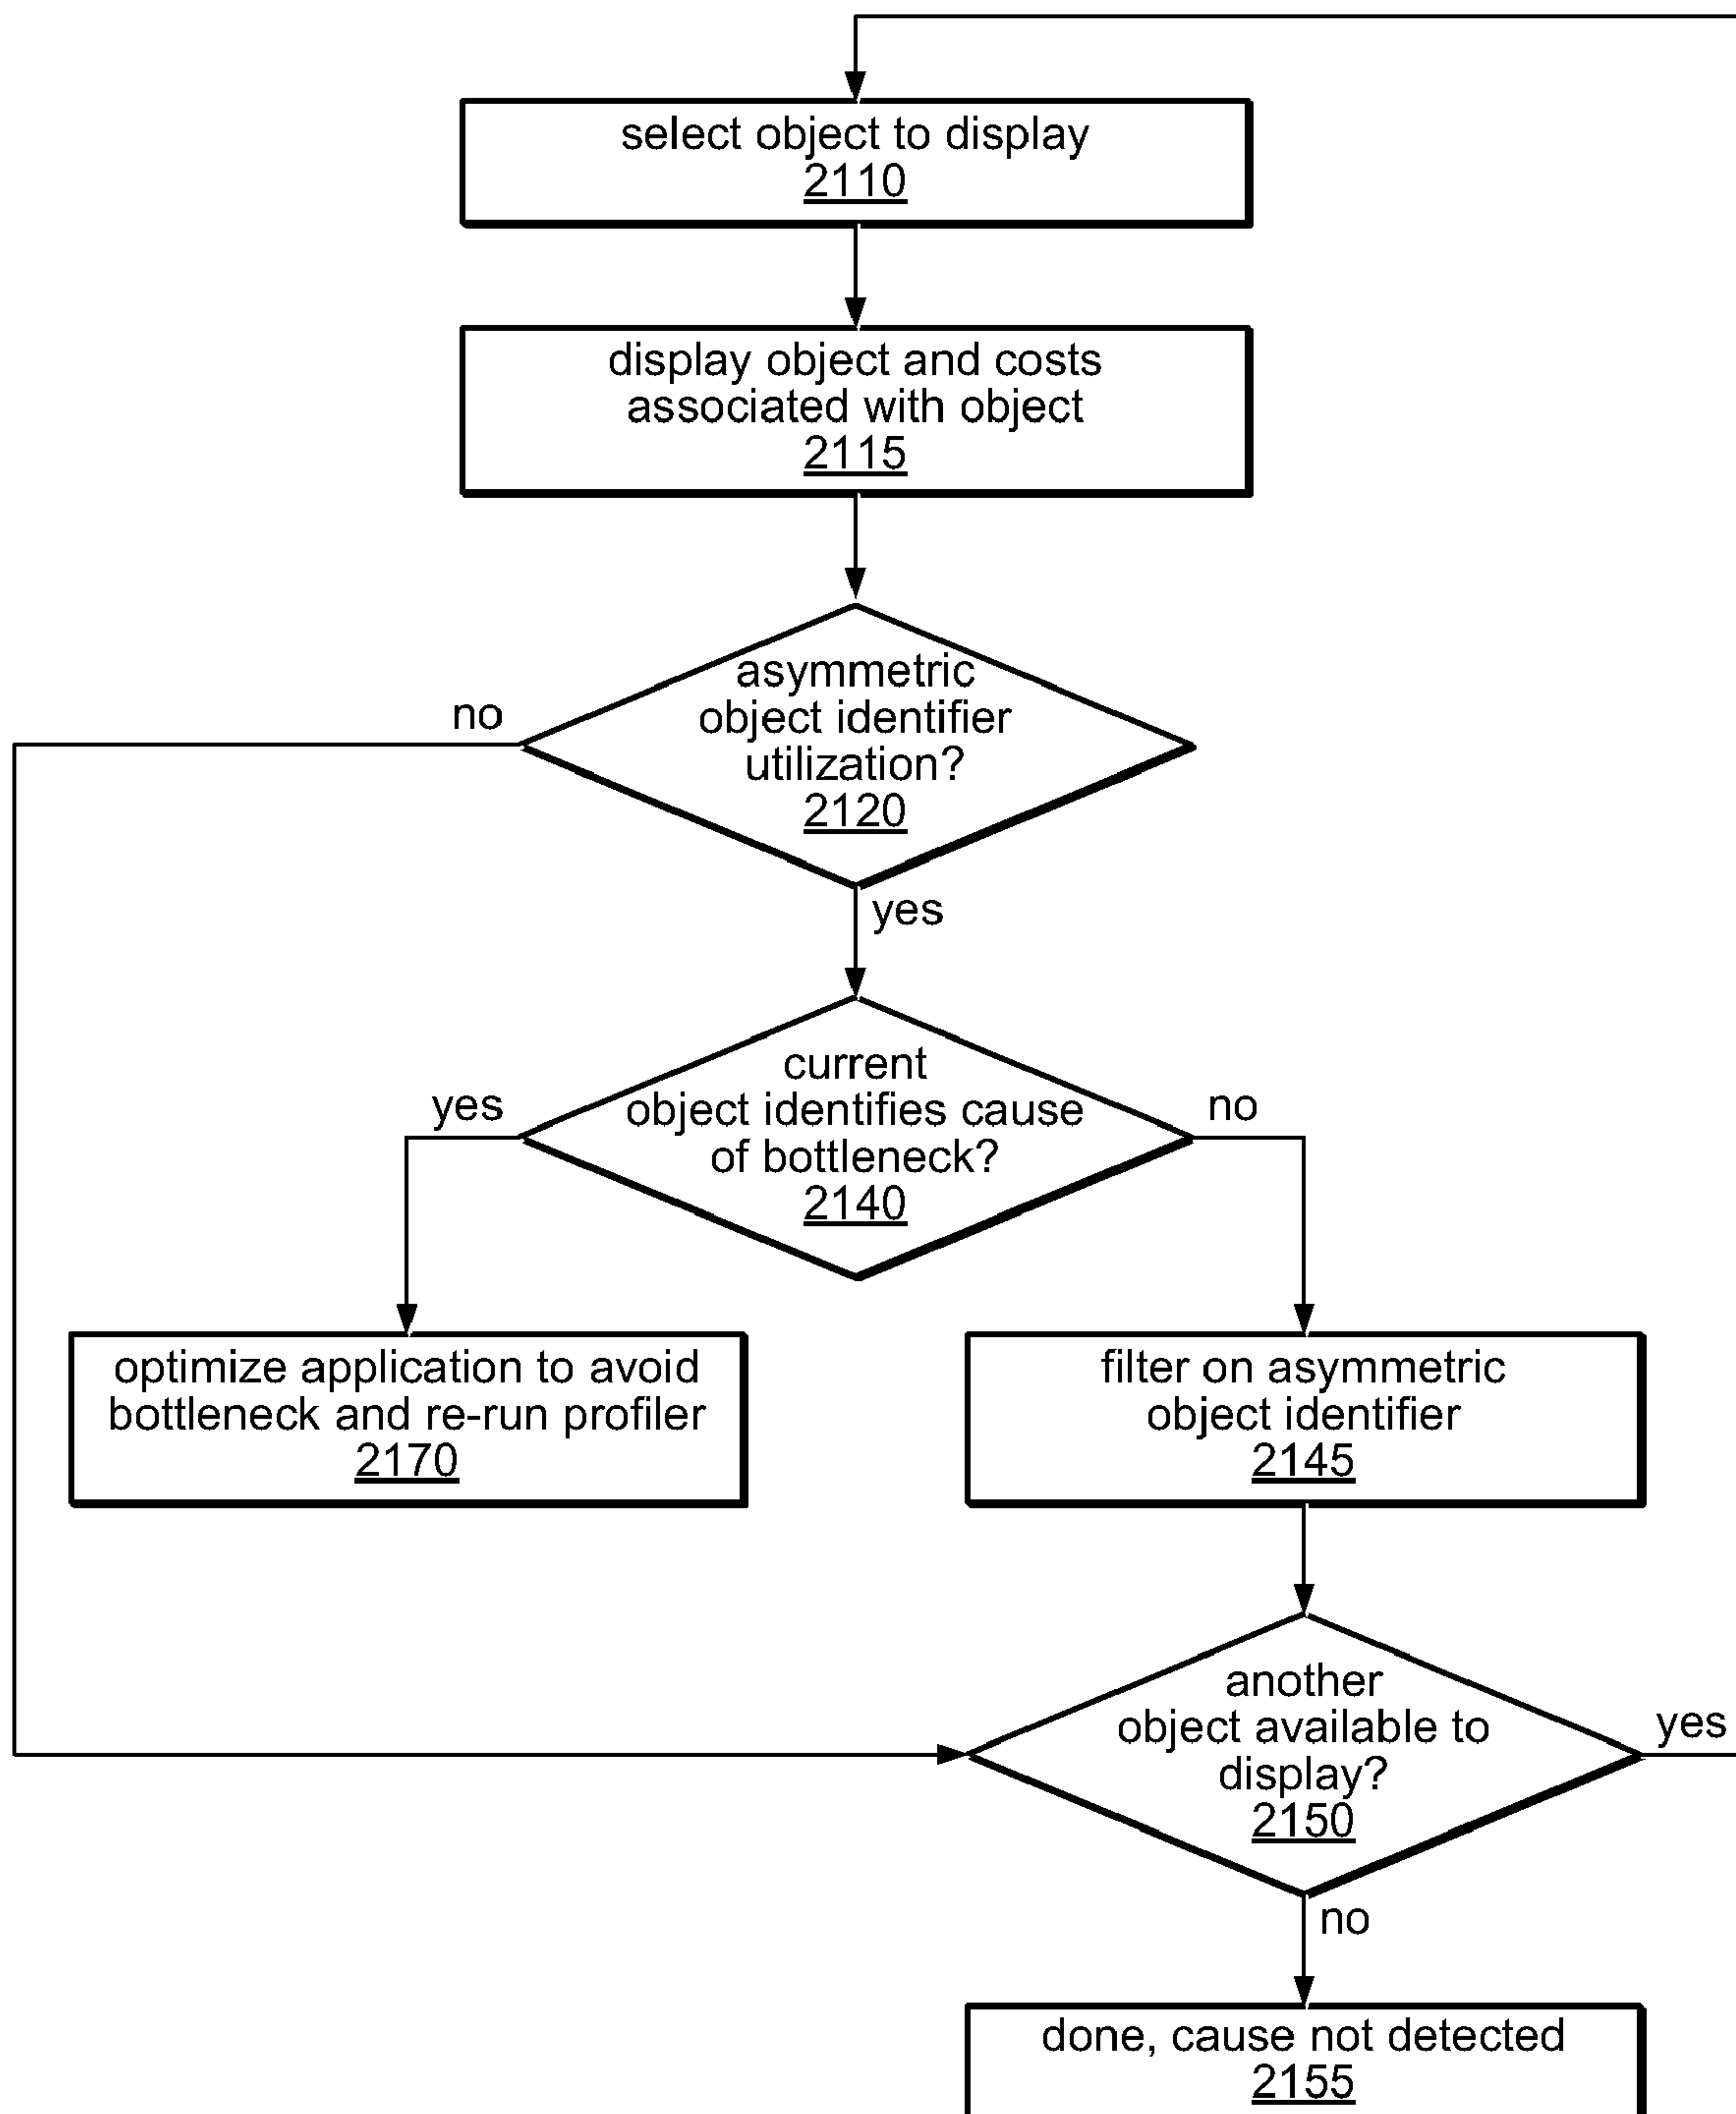 select object to display
2110
display object and costs
associated with object
2115
asymmetric
object identifier
utilization?
2120
no
yes
current
object identifies cause
of bottleneck?
2140
yes
no
optimize application to avoid
bottleneck and re-run profiler
2170
filter on asymmetric
object identifier
2145
another
object available to
display?
2150
yes
no
done, cause not detected
2155